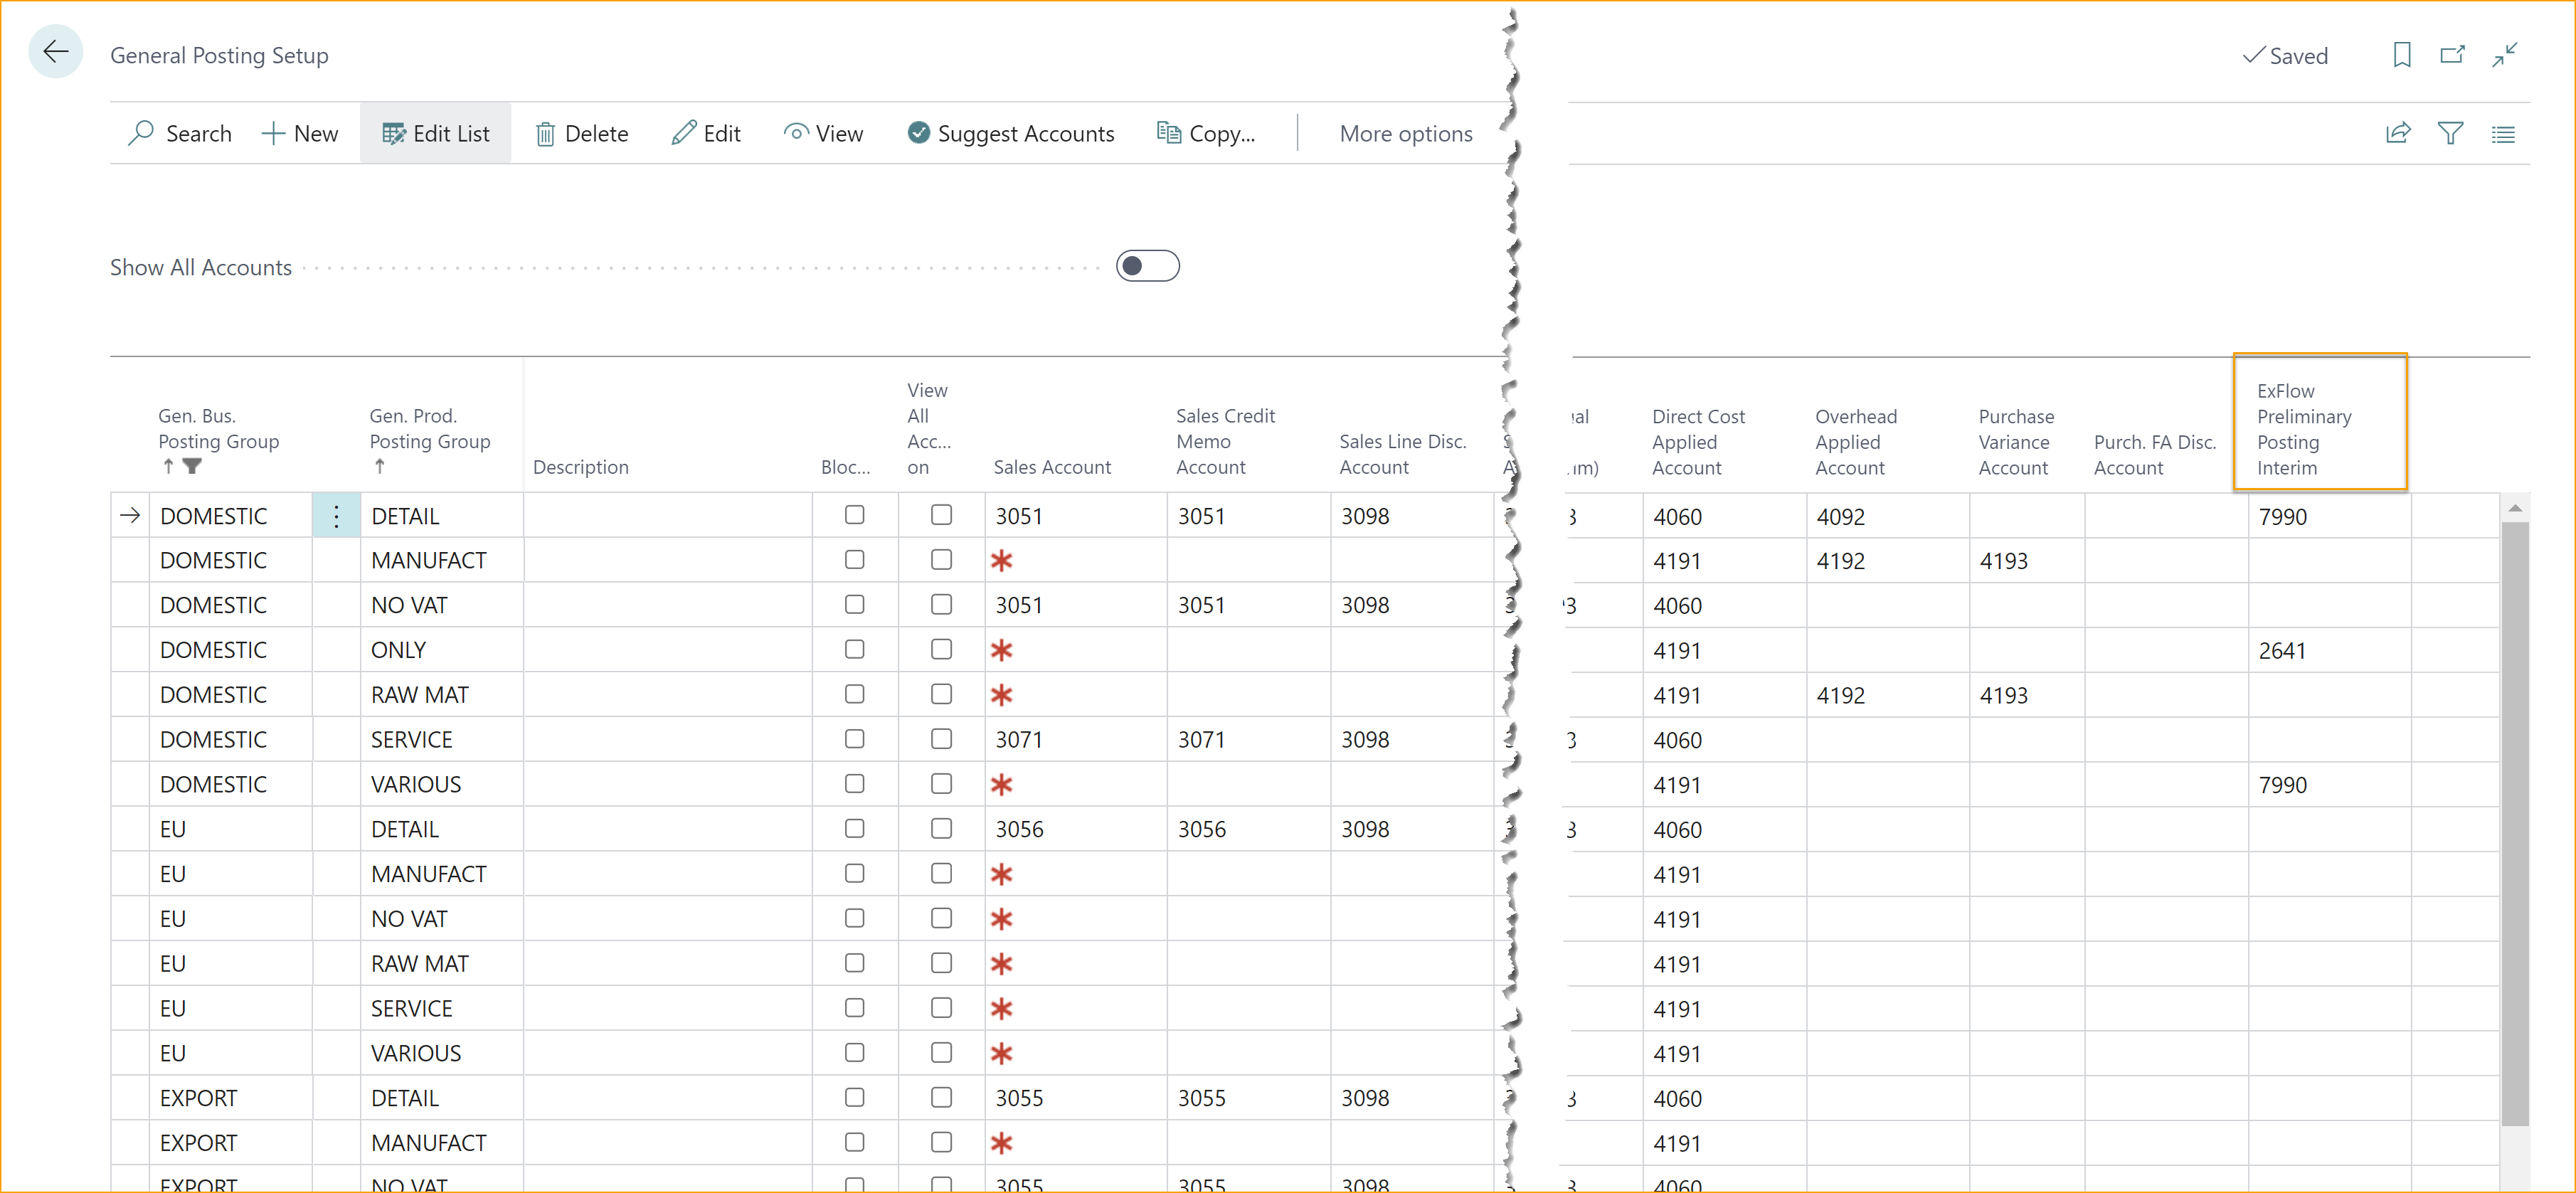 General Posting Setup
Saved
Search
New
Edit List
Delete
Edit
View
Suggest Accounts
Copy...
More options
Show All Accounts
Gen. Bus.
Posting Group
Gen. Prod.
Posting Group
Description
Bloc...
View
All
Acc...
on
Sales Account
Sales Credit
Memo
Account
Sales Line Disc.
Account
Direct Cost
Applied
Account
Overhead
Applied
Account
Purchase
Variance
Account
Purch. FA Disc.
Account
ExFlow
Preliminary
Posting
Interim
DOMESTIC DETAIL 3051 3051 3098 4060 4092 7990
DOMESTIC MANUFACT 4191 4192 4193
DOMESTIC NO VAT 3051 3051 3098 4060
DOMESTIC ONLY 4191 2641
DOMESTIC RAW MAT 4191 4192 4193
DOMESTIC SERVICE 3071 3071 3098 4060
DOMESTIC VARIOUS 4191 7990
EU DETAIL 3056 3056 3098 4060
EU MANUFACT 4191
EU NO VAT 4191
EU RAW MAT 4191
EU SERVICE 4191
EU VARIOUS 4191
EXPORT DETAIL 3055 3055 3098 4060
EXPORT MANUFACT 4191
EXPORT NO VAT 3055 3055 3098 4060